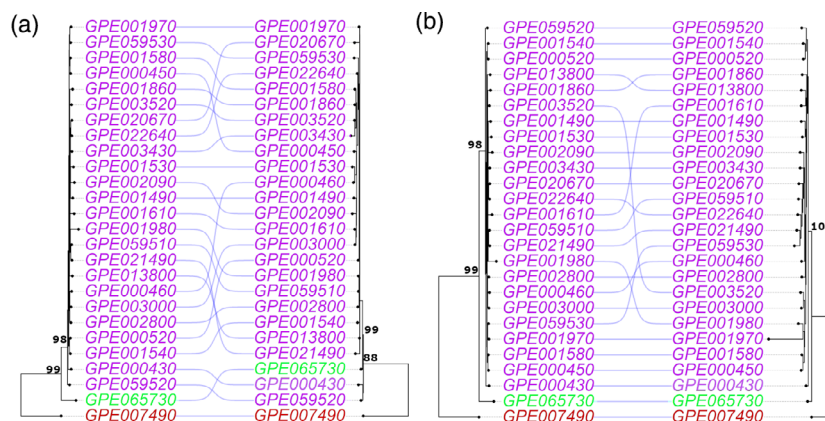 (a)
GPE001970 GPE001970
GPE059530 GPE020670
GPE001580 GPE059530
GPE000450 GPE022640
GPE001860 GPE001580
GPE003520 GPE001860
GPE020670 GPE003520
GPE022640 GPE003430
GPE003430 GPE000450
GPE001530 GPE001530
GPE002090 GPE000460
GPE001490 GPE001490
GPE001610 GPE002090
GPE001980 GPE001610
GPE059510 GPE003000
GPE021490 GPE000520
GPE013800 GPE001980
GPE000460 GPE059510
GPE003000 GPE002800
GPE002800 GPE001540
99
GPE000520 GPE013800
98
GPE001540 GPE021490
88
GPE000430 GPE065730
99
GPE059520 GPE000430
GPE065730 GPE059520
GPE007490 GPE007490
(b)
GPE059520 GPE059520
GPE001540 GPE001540
GPE000520 GPE000520
GPE013800 GPE001860
GPE001860 GPE013800
GPE003520 GPE001610
GPE001490 GPE001490
GPE001530 GPE001530
98
GPE002090 GPE002090
GPE003430 GPE003430
GPE020670 GPE020670
GPE022640 GPE059510
GPE001610 GPE022640
GPE059510 GPE021490
10
GPE021490 GPE059530
GPE001980 GPE000460
99
GPE002800 GPE002800
GPE000460 GPE003520
GPE003000 GPE003000
GPE059530 GPE001980
GPE001970 GPE001970
GPE001580 GPE001580
GPE000450 GPE000450
GPE000430 GPE000430
GPE065730 GPE065730
GPE007490 GPE007490